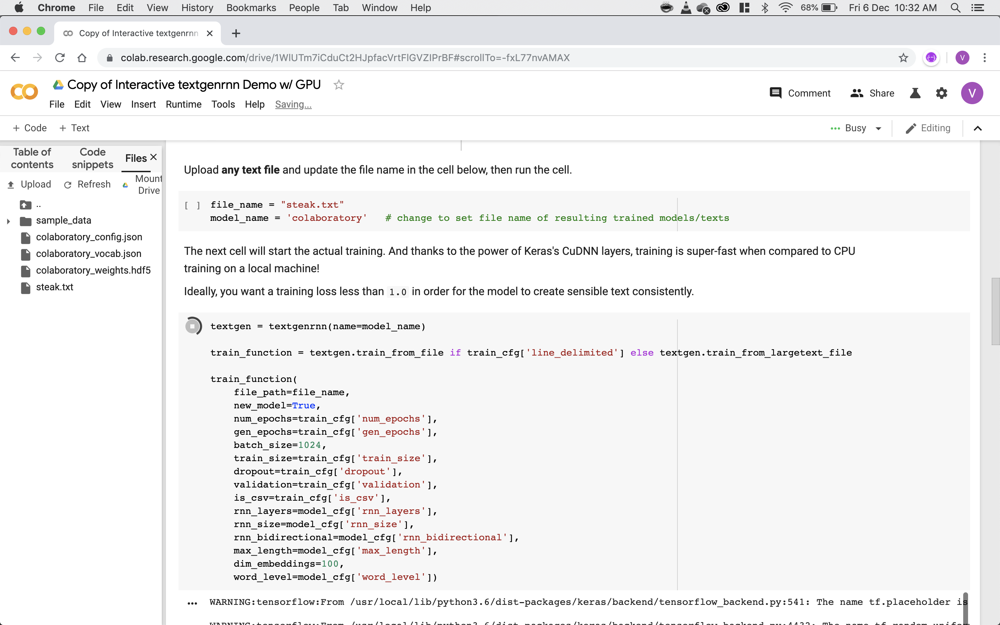 Chrome File Edit View History Bookmarks People Tab Window Help 68% Fri 6 Dec 10:32 AM
Copy of Interactive textgenrnn
colab.research.google.com/drive/1WlUTm7iCduCt2HJpfacVrtFlGVZIPrBF#scrollTo=-fxL77nvAMAX V
Copy of Interactive textgenrnn Demo w/ GPU
Comment Share V
File Edit View Insert Runtime Tools Help Saving...
+ Code + Text ••• Busy Editing
Table of contents
Code snippets
Files
Upload Refresh Mount Drive
..
sample_data
colaboratory_config.json
colaboratory_vocab.json
colaboratory_weights.hdf5
steak.txt
Upload any text file and update the file name in the cell below, then run the cell.
[ ] file_name = "steak.txt"
model_name = 'colaboratory'   # change to set file name of resulting trained models/texts
The next cell will start the actual training. And thanks to the power of Keras's CuDNN layers, training is super-fast when compared to CPU
training on a local machine!
Ideally, you want a training loss less than 1.0 in order for the model to create sensible text consistently.
textgen = textgenrnn(name=model_name)
train_function = textgen.train_from_file if train_cfg['line_delimited'] else textgen.train_from_largetext_file
train_function(
    file_path=file_name,
    new_model=True,
    num_epochs=train_cfg['num_epochs'],
    gen_epochs=train_cfg['gen_epochs'],
    batch_size=1024,
    train_size=train_cfg['train_size'],
    dropout=train_cfg['dropout'],
    validation=train_cfg['validation'],
    is_csv=train_cfg['is_csv'],
    rnn_layers=model_cfg['rnn_layers'],
    rnn_size=model_cfg['rnn_size'],
    rnn_bidirectional=model_cfg['rnn_bidirectional'],
    max_length=model_cfg['max_length'],
    dim_embeddings=100,
    word_level=model_cfg['word_level'])
WARNING:tensorflow:From /usr/local/lib/python3.6/dist-packages/keras/backend/tensorflow_backend.py:541: The name tf.placeholder is